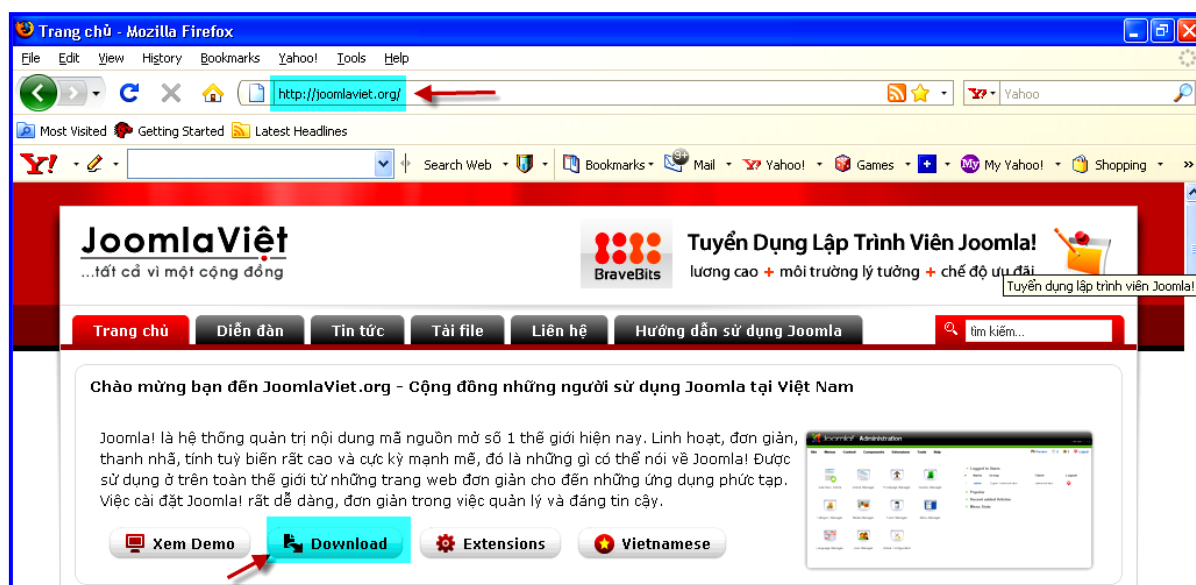 Trang chủ - Mozilla Firefox
File Edit View History Bookmarks Yahoo! Tools Help
http://joomlaviet.org/ Yahoo
Most Visited Getting Started Latest Headlines
Y! Search Web Bookmarks Mail Yahoo! Games My Yahoo! Shopping
JoomlaViệt
...tất cả vì một cộng đồng
BraveBits
Tuyển Dụng Lập Trình Viên Joomla!
lương cao + môi trường lý tưởng + chế độ ưu đãi
Tuyển dụng lập trình viên Joomla!
Trang chủ Diễn đàn Tin tức Tải file Liên hệ Hướng dẫn sử dụng Joomla tìm kiếm...
Chào mừng bạn đến JoomlaViet.org - Cộng đồng những người sử dụng Joomla tại Việt Nam
Joomla! là hệ thống quản trị nội dung mã nguồn mở số 1 thế giới hiện nay. Linh hoạt, đơn giản,
thanh nhã, tính tuỳ biến rất cao và cực kỳ mạnh mẽ, đó là những gì có thể nói về Joomla! Được
sử dụng ở trên toàn thế giới từ những trang web đơn giản cho đến những ứng dụng phức tạp.
Việc cài đặt Joomla! rất dễ dàng, đơn giản trong việc quản lý và đáng tin cậy.
Joomla! Administration
Xem Demo Download Extensions Vietnamese